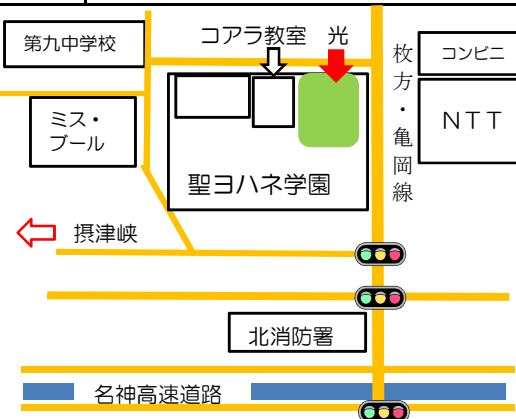 第九中学校
コアラ教室
光
枚方・亀岡線
コンビニ
ミス・
ブール
NTT
聖ヨハネ学園
摂津峡
北消防署
名神高速道路